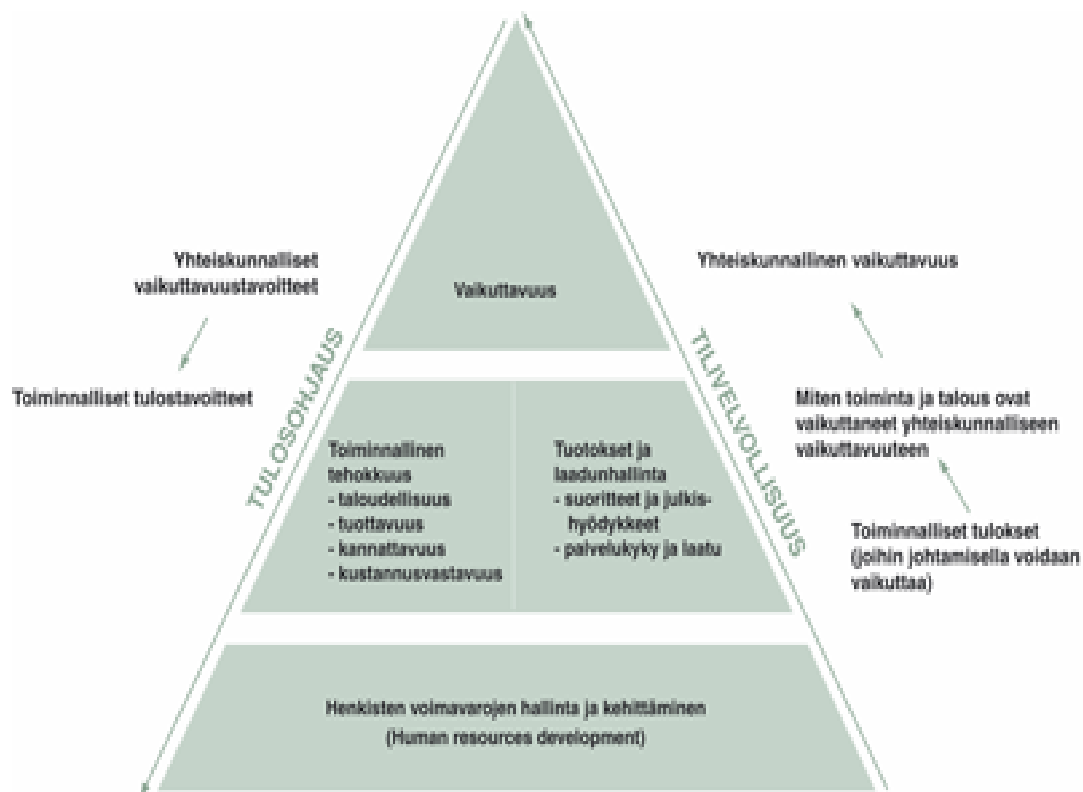 Yhteiskunnalliset
vaikuttavuustavoitteet
Toiminnalliset tulostavoitteet
TULOSOHJAUS
Vaikuttavuus
Toiminnallinen
tehokkuus
- taloudellisuus
- tuottavuus
- kannattavuus
- kustannusvastavuus
Tuotokset ja
laadunhallinta
- suoritteet ja julkis-
hyödykkeet
- palvelukyky ja laatu
Henkisten voimavarojen hallinta ja kehittäminen
(Human resources development)
TILIVELVOLLISUUS
Yhteiskunnallinen vaikuttavuus
Miten toiminta ja talous ovat
vaikuttaneet yhteiskunnalliseen
vaikuttavuuteen
Toiminnalliset tulokset
(joihin johtamisella voidaan
vaikuttaa)